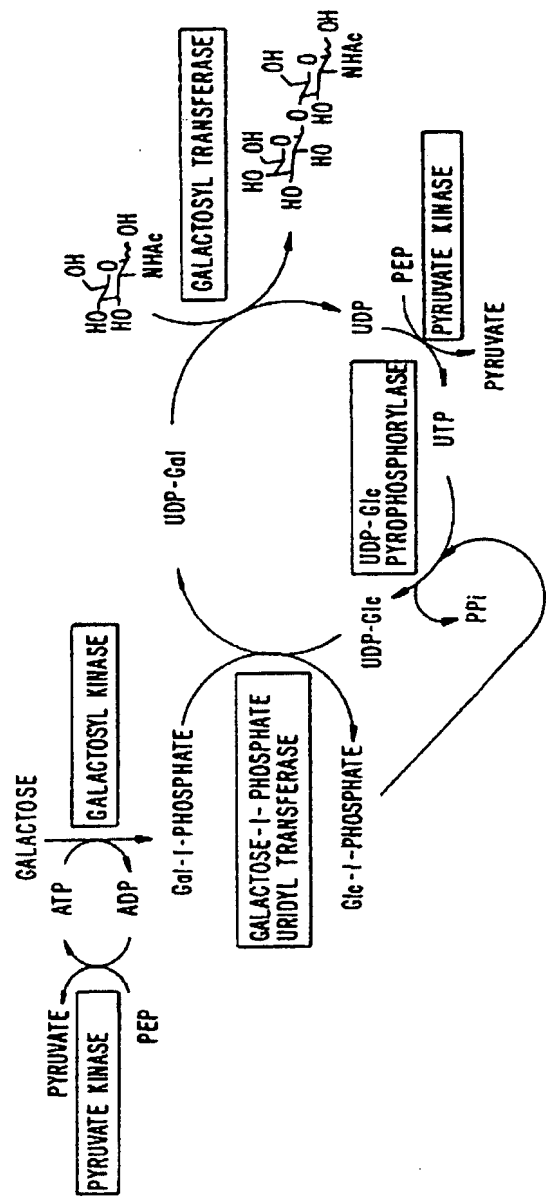 PYRUVATE
PYRUVATE KINASE
PEP
ATP
ADP
GALACTOSE
GALACTOSYL KINASE
Gal-1-PHOSPHATE
GALACTOSE-1-PHOSPHATE
URIDYL TRANSFERASE
Glc-1-PHOSPHATE
UDP-Gal
UDP-Glc
PPi
UDP-Glc
PYROPHOSPHORYLASE
UTP
UDP
PEP
PYRUVATE KINASE
PYRUVATE
GALACTOSYL TRANSFERASE
OH
HO
O
HO
OH
NHAc
OH
HO
O
HO
HO
O
OH
O
HO
OH
NHAc